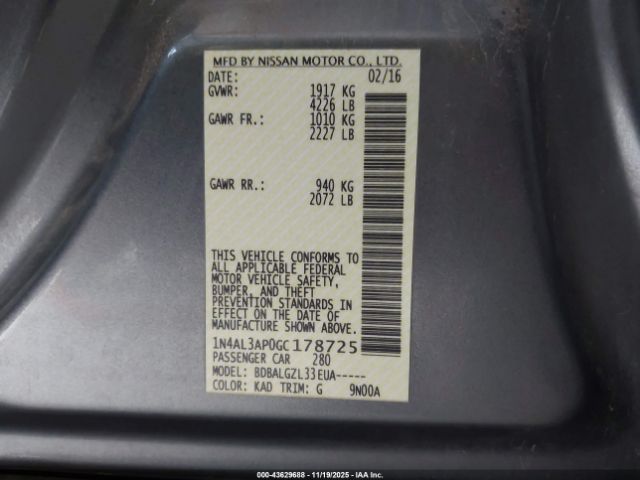 MFD BY NISSAN MOTOR CO., LTD.
DATE: 02/16
GVWR: 1917 KG
4226 LB
GAWR FR.: 1010 KG
2227 LB
GAWR RR.: 940 KG
2072 LB
THIS VEHICLE CONFORMS TO
ALL APPLICABLE FEDERAL
MOTOR VEHICLE SAFETY,
BUMPER, AND THEFT
PREVENTION STANDARDS IN
EFFECT ON THE DATE OF
MANUFACTURE SHOWN ABOVE.
1N4AL3AP0GC178725
PASSENGER CAR 280
MODEL: BDBALGZL33EUA-----
COLOR: KAD TRIM: G 9N00A
000-43629688 - 11/19/2025 - IAA Inc.